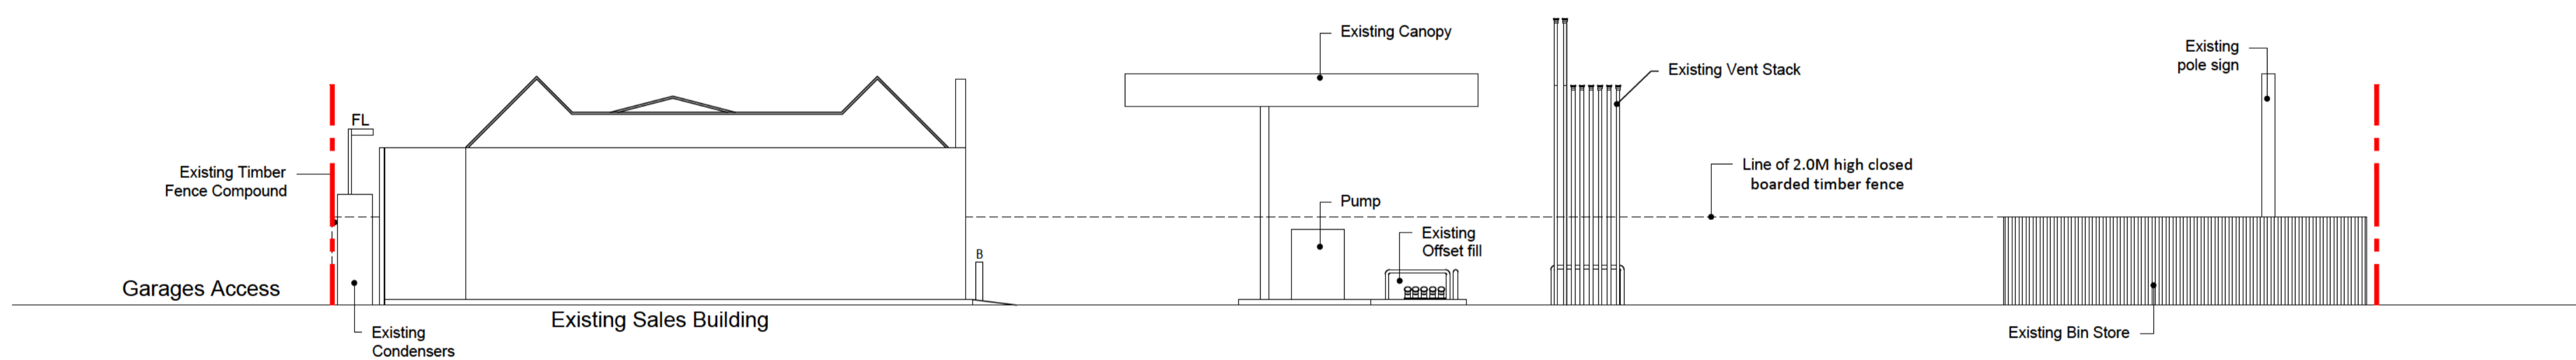 Existing Canopy
Existing
pole sign
Existing Vent Stack
FL
Existing Timber
Fence Compound
Line of 2.0M high closed
boarded timber fence
Pump
Existing
Offset fill
B
Garages Access
Existing Sales Building
Existing
Condensers
Existing Bin Store